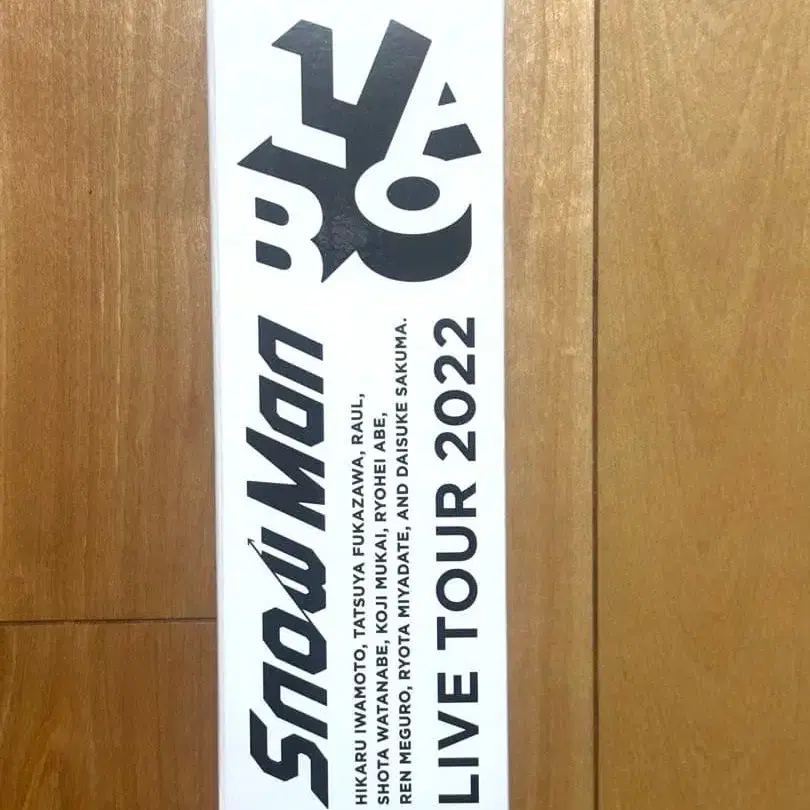 Snow Man
HIKARU IWAMOTO, TATSUYA FUKAZAWA, RAUL,
SHOTA WATANABE, KOJI MUKAI, RYOHEI ABE,
REN MEGURO, RYOTA MIYADATE, AND DAISUKE SAKUMA.
LIVE TOUR 2022